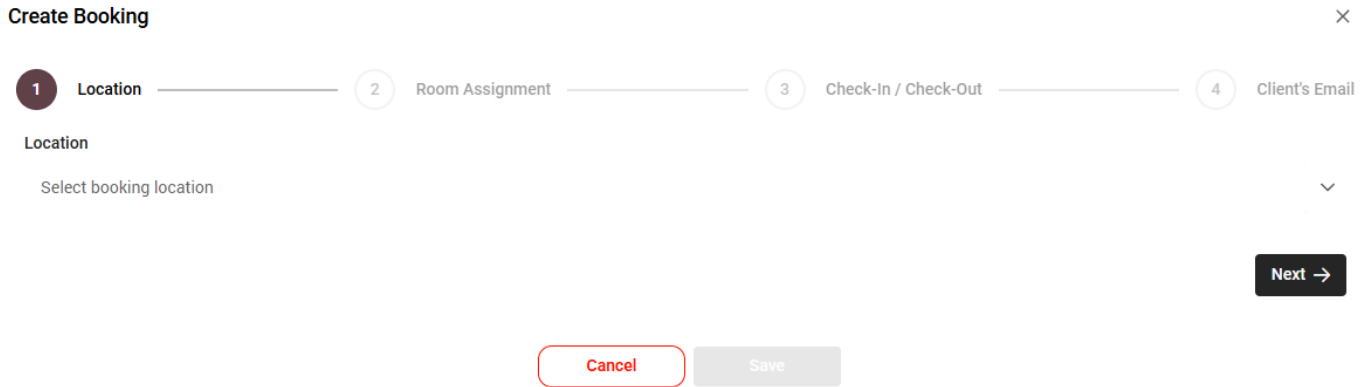 Create Booking
1 Location 2 Room Assignment 3 Check-In / Check-Out 4 Client's Email
Location
Select booking location
Next
Cancel Save